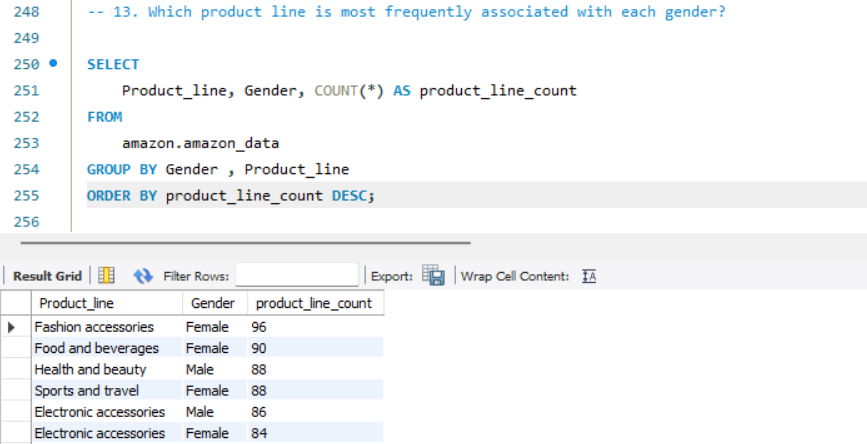 248 -- 13. Which product line is most frequently associated with each gender?
249
250 SELECT
251 Product_line, Gender, COUNT(*) AS product_line_count
252 FROM
253 amazon.amazon_data
254 GROUP BY Gender , Product_line
255 ORDER BY product_line_count DESC;
256
Result Grid Filter Rows: Export: Wrap Cell Content: IA
Product_line Gender product_line_count
Fashion accessories Female 96
Food and beverages Female 90
Health and beauty Male 88
Sports and travel Female 88
Electronic accessories Male 86
Electronic accessories Female 84